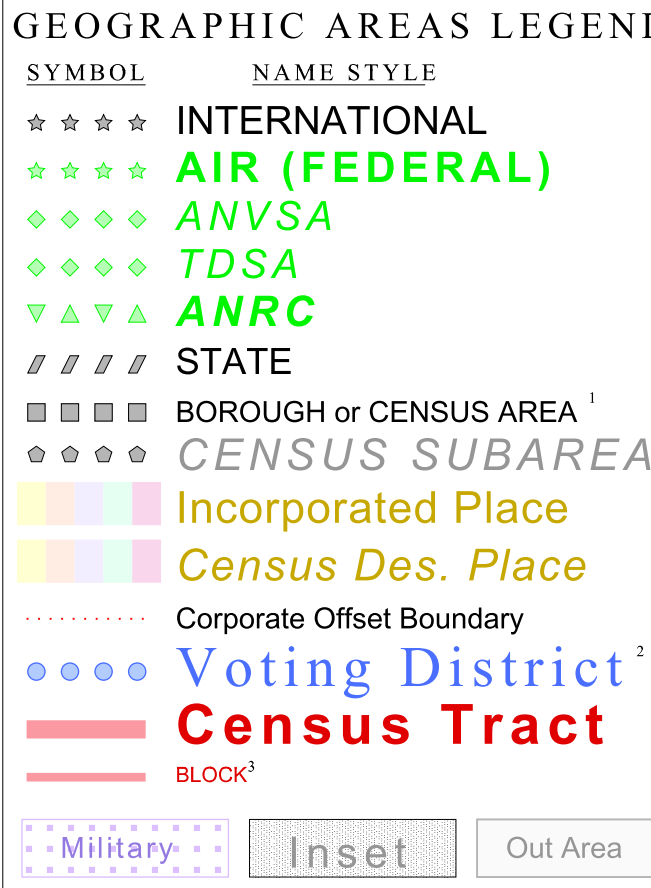 GEOGRAPHIC AREAS LEGEND
SYMBOL NAME STYLE
INTERNATIONAL
AIR (FEDERAL)
ANVSA
TDSA
ANRC
STATE
BOROUGH or CENSUS AREA 1
CENSUS SUBAREA
Incorporated Place
Census Des. Place
Corporate Offset Boundary
Voting District 2
Census Tract
BLOCK3
Military Inset Out Area